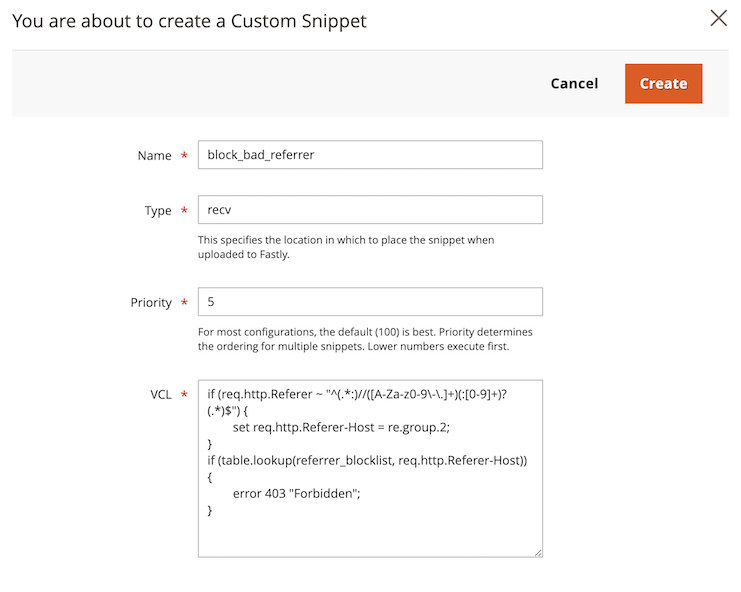 You are about to create a Custom Snippet
Cancel
Create
Name *
block_bad_referrer
Type *
recv
This specifies the location in which to place the snippet when
uploaded to Fastly.
Priority *
5
For most configurations, the default (100) is best. Priority determines
the ordering for multiple snippets. Lower numbers execute first.
VCL *
if (req.http.Referer ~ "^(.*:)//([A-Za-z0-9\-\.]+)(:[0-9]+)?
(.*)$") {
set req.http.Referer-Host = re.group.2;
}
if (table.lookup(referrer_blocklist, req.http.Referer-Host))
{
error 403 "Forbidden";
}